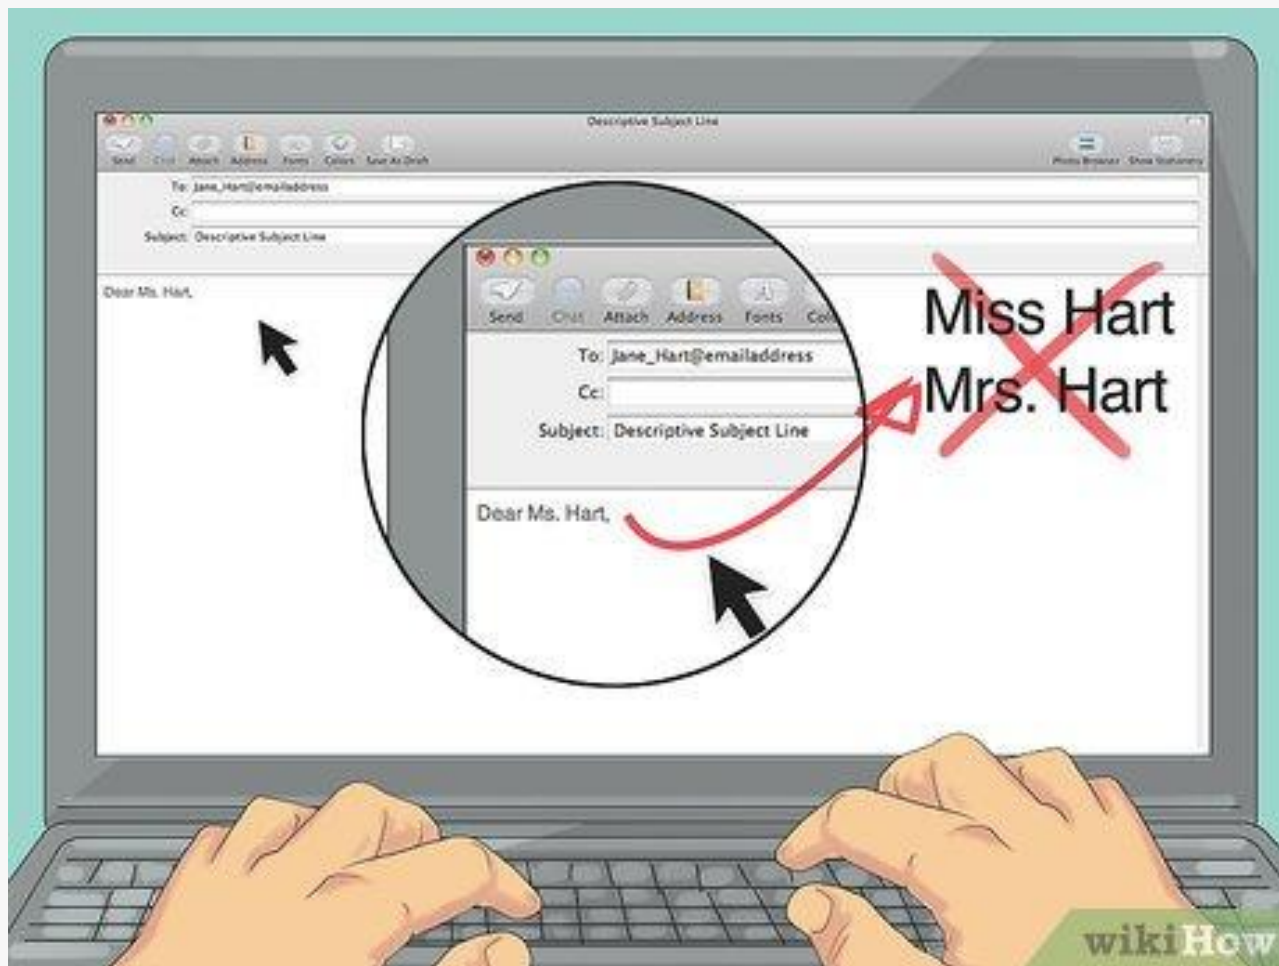 Descriptive Subject Line
Send Chat Attach Address Fonts Colors Save As Draft Photo Browser Show Stationery
To: Jane_Hart@emailaddress
Cc:
Subject: Descriptive Subject Line
Dear Ms. Hart,
Send Chat Attach Address Fonts Colo
To: Jane_Hart@emailaddress
Cc:
Subject: Descriptive Subject Line
Dear Ms. Hart,
Miss Hart
Mrs. Hart
wikiHow